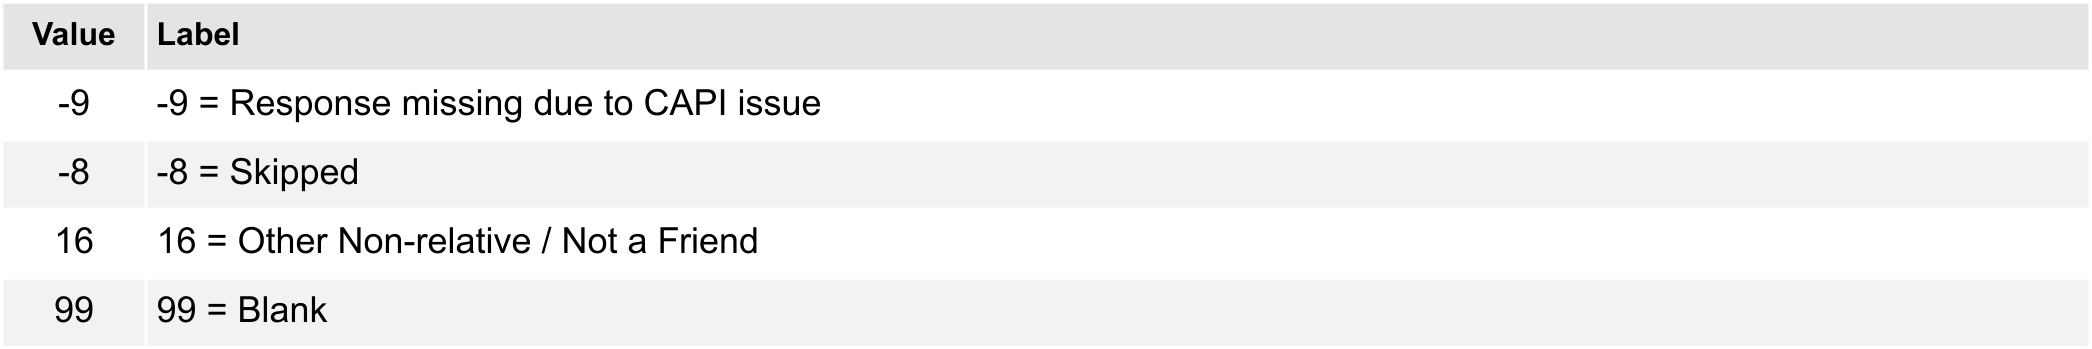 Value Label
-9 -9 = Response missing due to CAPI issue
-8 -8 = Skipped
16 16 = Other Non-relative / Not a Friend
99 99 = Blank